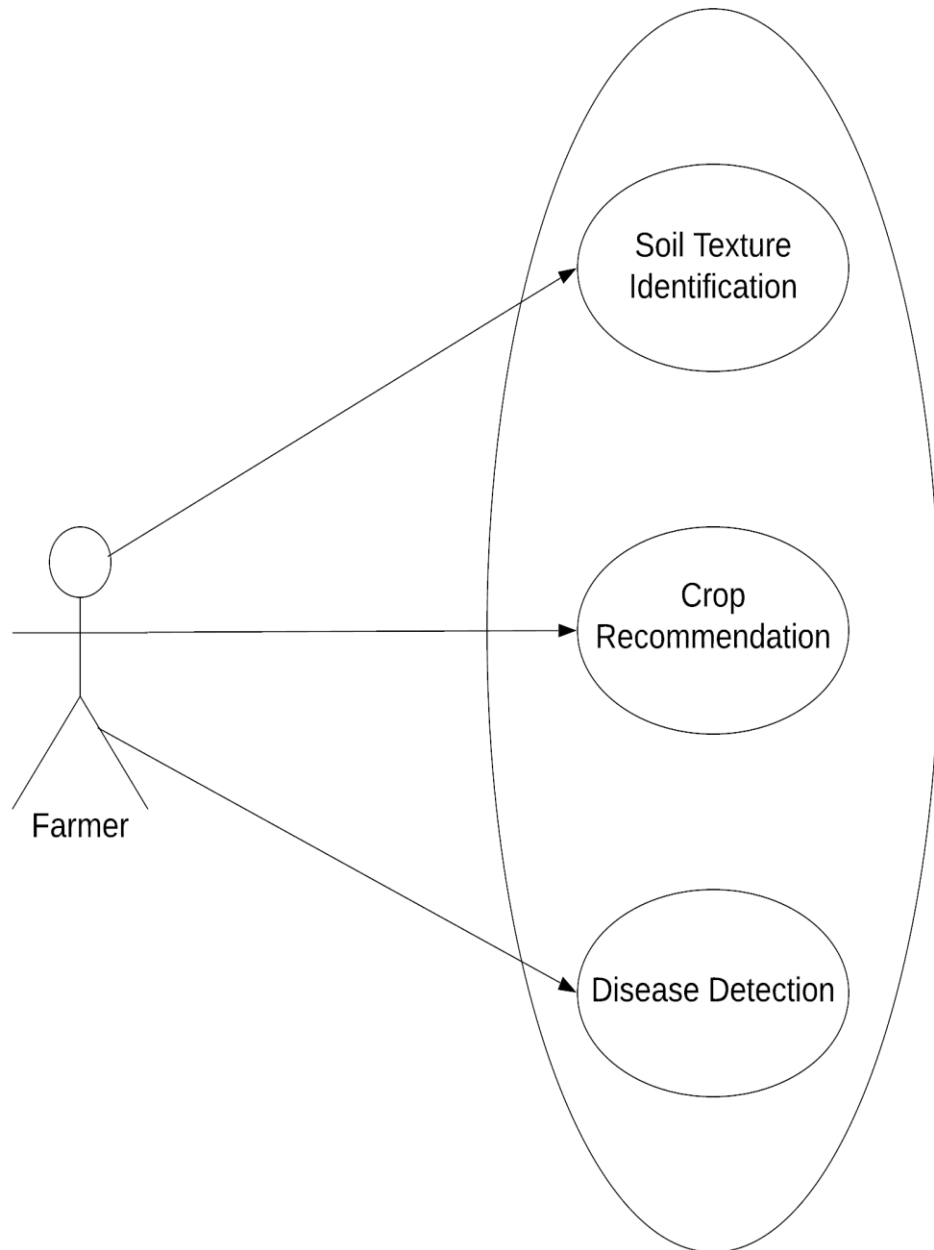 Soil Texture
Identification
Crop
Recommendation
Farmer
Disease Detection